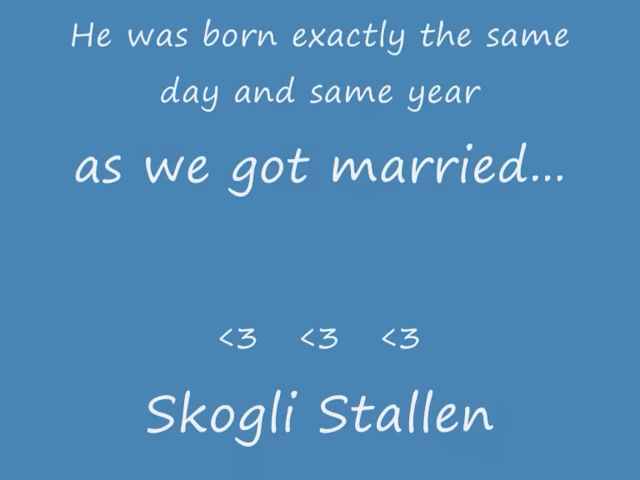 He was born exactly the same
day and same year
as we got married...
<3 <3 <3
Skogli Stallen